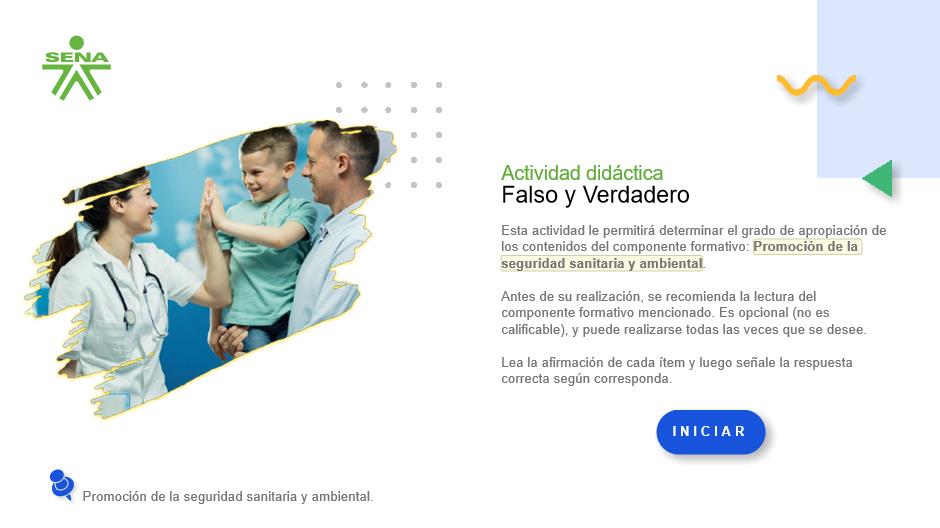 SENA
Actividad didáctica
Falso y Verdadero
Esta actividad le permitirá determinar el grado de apropiación de
los contenidos del componente formativo: Promoción de la
seguridad sanitaria y ambiental.
Antes de su realización, se recomienda la lectura del
componente formativo mencionado. Es opcional (no es
calificable), y puede realizarse todas las veces que se desee.
Lea la afirmación de cada ítem y luego señale la respuesta
correcta según corresponda.
INICIAR
Promoción de la seguridad sanitaria y ambiental.